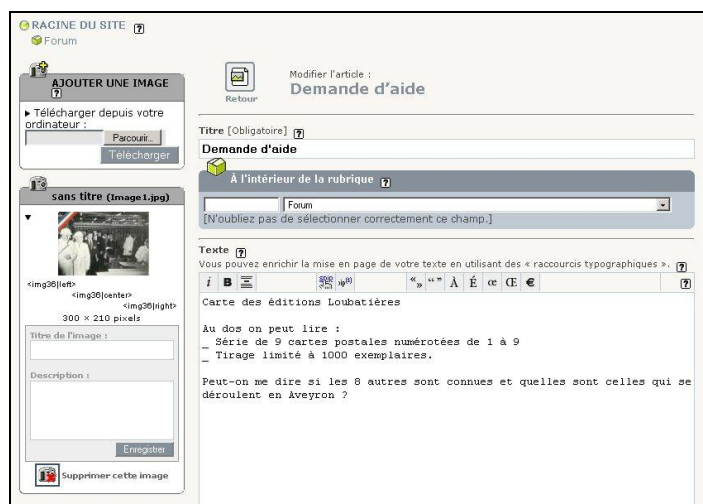 RACINE DU SITE ?
Forum
AJOUTER UNE IMAGE
?
Télécharger depuis votre
ordinateur :
Parcourir...
Télécharger
sans titre (Image1.jpg)
<img36|left>
<img36|center>
<img36|right>
300 × 210 pixels
Titre de l'image :
Description :
Enregistrer
Supprimer cette image
Retour
Modifier l'article :
Demande d'aide
Titre [Obligatoire] ?
Demande d'aide
À l'intérieur de la rubrique ?
Forum
[N'oubliez pas de sélectionner correctement ce champ.]
Texte ?
Vous pouvez enrichir la mise en page de votre texte en utilisant des « raccourcis typographiques ». ?
i B « » “ ” À É œ Œ € ?
Carte des éditions Loubatières
Au dos on peut lire :
_ Série de 9 cartes postales numérotées de 1 à 9
_ Tirage limité à 1000 exemplaires.
Peut-on me dire si les 8 autres sont connues et quelles sont celles qui se
déroulent en Aveyron ?